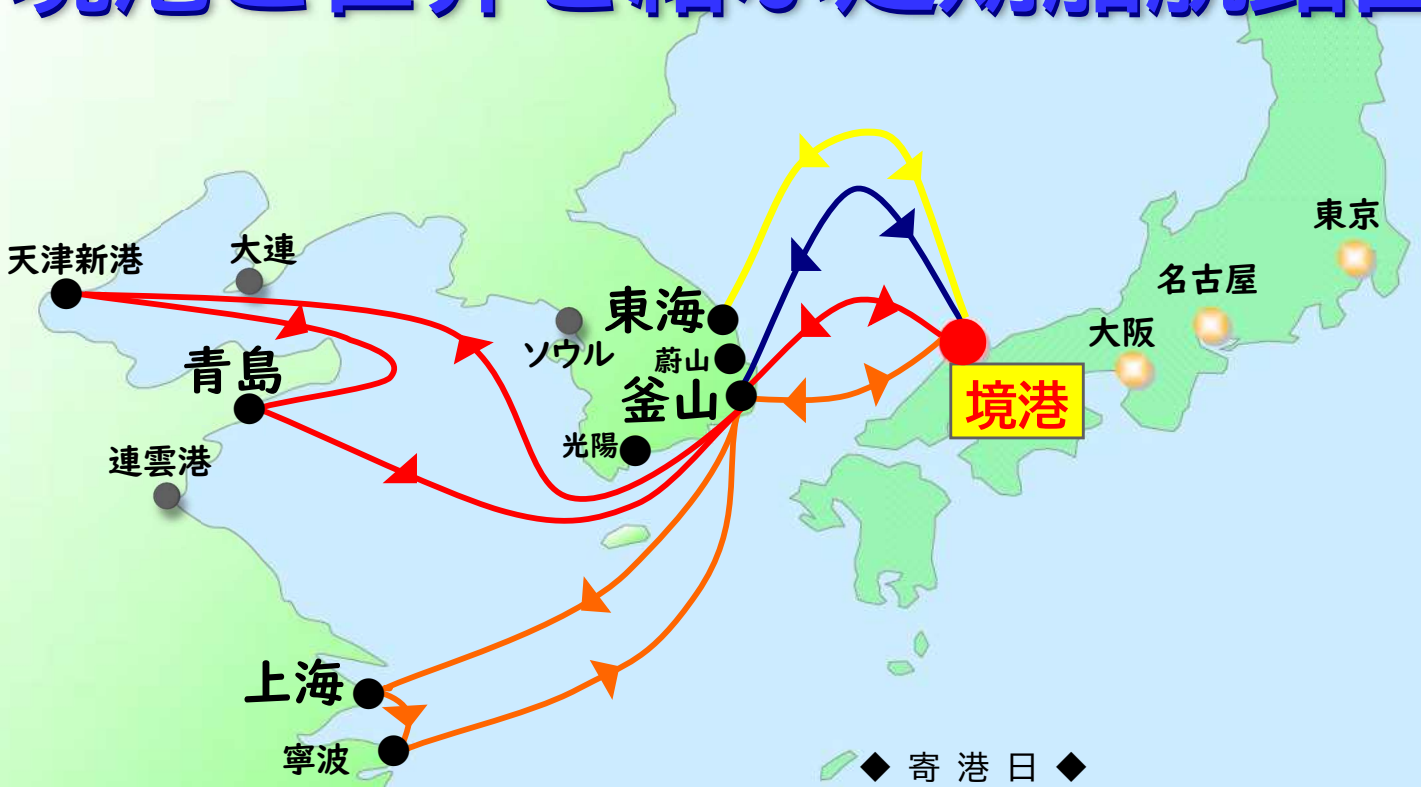 東京
名古屋
大阪
天津新港
大連
東海
ソウル
蔚山
青島
釜山
境港
光陽
連雲港
上海
寧波
◆ 寄 港 日 ◆